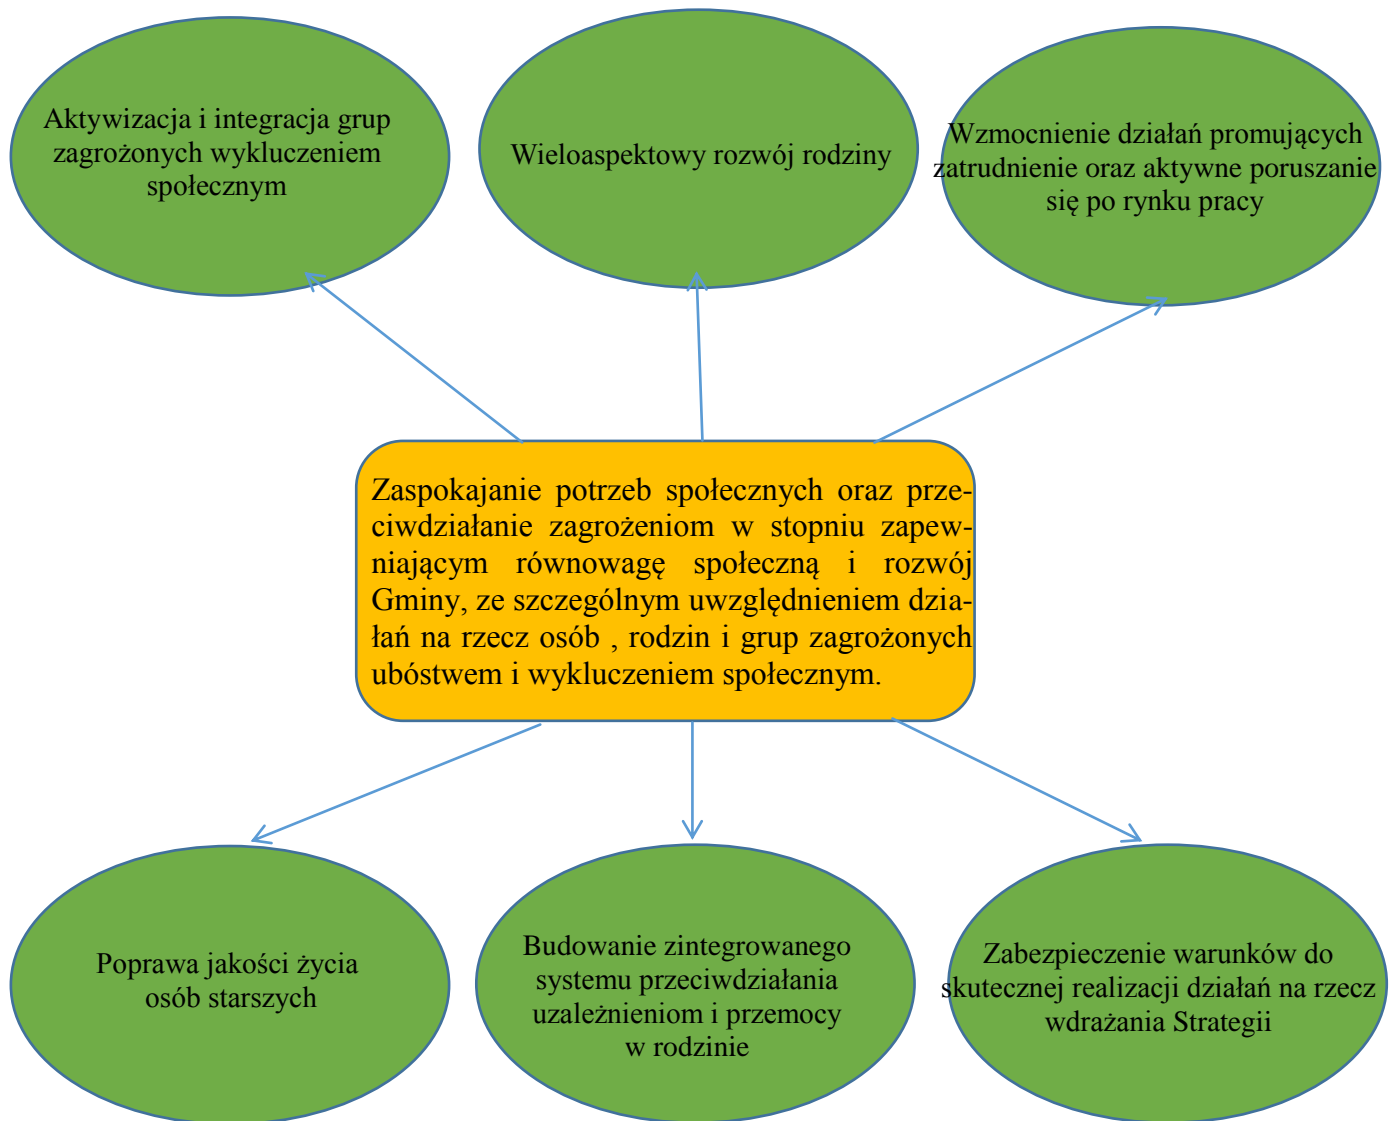 Aktywizacja i integracja grup
zagrożonych wykluczeniem
społecznym
Wieloaspektowy rozwój rodziny
Wzmocnienie działań promujących
zatrudnienie oraz aktywne poruszanie
się po rynku pracy
Zaspokajanie potrzeb społecznych oraz prze-
ciwdziałanie zagrożeniom w stopniu zapew-
niającym równowagę społeczną i rozwój
Gminy, ze szczególnym uwzględnieniem dzia-
łań na rzecz osób , rodzin i grup zagrożonych
ubóstwem i wykluczeniem społecznym.
Poprawa jakości życia
osób starszych
Budowanie zintegrowanego
systemu przeciwdziałania
uzależnieniom i przemocy
w rodzinie
Zabezpieczenie warunków do
skutecznej realizacji działań na rzecz
wdrażania Strategii